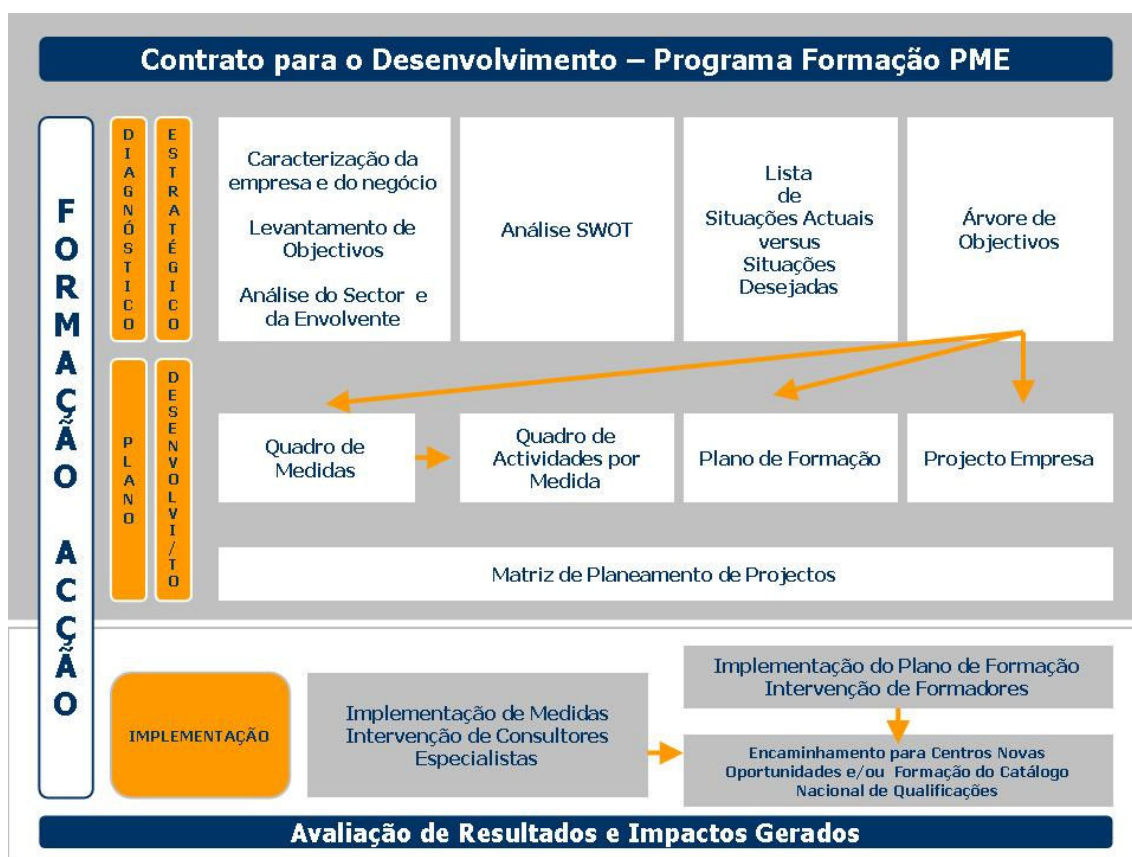 Contrato para o Desenvolvimento – Programa Formação PME
FORMAÇÃO ACÇÃO
DIAGNÓSTICO
ESTRATÉGICO
Caracterização da
empresa e do negócio
Levantamento de
Objectivos
Análise do Sector e
da Envolvente
Análise SWOT
Lista
de
Situações Actuais
versus
Situações
Desejadas
Árvore de
Objectivos
PLANO
DESENVOLVI/TO
Quadro de
Medidas
Quadro de
Actividades por
Medida
Plano de Formação
Projecto Empresa
Matriz de Planeamento de Projectos
IMPLEMENTAÇÃO
Implementação de Medidas
Intervenção de Consultores
Especialistas
Implementação do Plano de Formação
Intervenção de Formadores
Encaminhamento para Centros Novas
Oportunidades e/ou Formação do Catálogo
Nacional de Qualificações
Avaliação de Resultados e Impactos Gerados